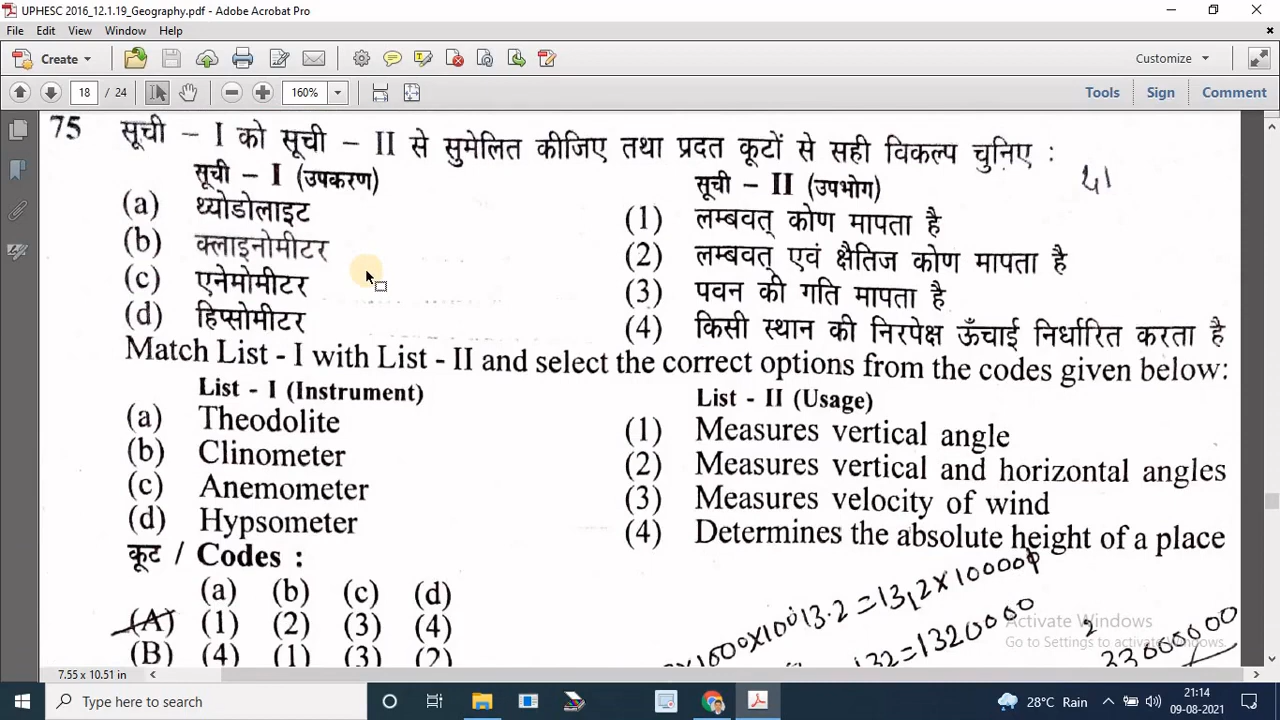 UPHESC 2016_12.1.19_Geography.pdf - Adobe Acrobat Pro
File Edit View Window Help
Create Customize
18 / 24 160% Tools Sign Comment
75 सूची – I को सूची – II से सुमेलित कीजिए तथा प्रदत कूटों से सही विकल्प चुनिए :
सूची – I (उपकरण) सूची – II (उपभोग)
(a) थ्योडोलाइट (1) लम्बवत् कोण मापता है
(b) क्लाइनोमीटर (2) लम्बवत् एवं क्षैतिज कोण मापता है
(c) एनेमोमीटर (3) पवन की गति मापता है
(d) हिप्सोमीटर (4) किसी स्थान की निरपेक्ष ऊँचाई निर्धारित करता है
Match List - I with List - II and select the correct options from the codes given below:
List - I (Instrument) List - II (Usage)
(a) Theodolite (1) Measures vertical angle
(b) Clinometer (2) Measures vertical and horizontal angles
(c) Anemometer (3) Measures velocity of wind
(d) Hypsometer (4) Determines the absolute height of a place
कूट / Codes :
(a) (b) (c) (d)
(A) (1) (2) (3) (4)
(B) (4) (1) (3) (2)
132=1320000
Activate Windows
Go to Settings to activate Windows.
7.55 x 10.51 in
Type here to search
28°C Rain
21:14
09-08-2021